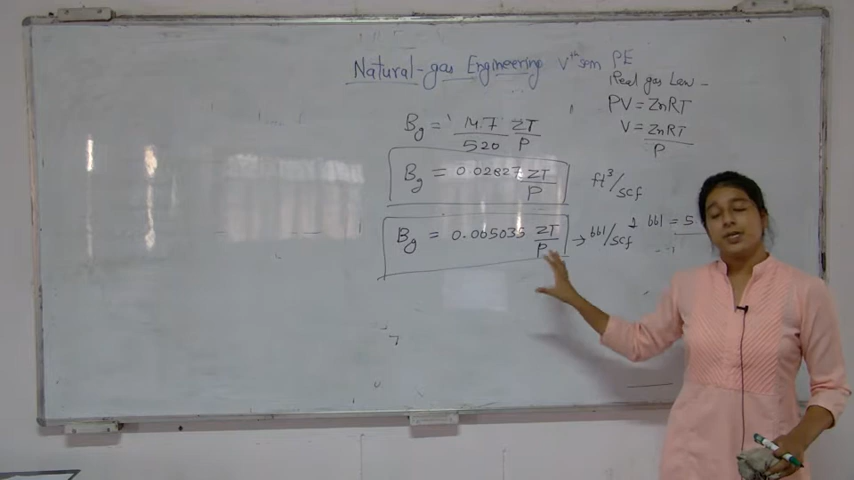 Natural-gas Engineering Vth sem PE
Real gas Law -
PV = ZnRT
V = ZnRT
P
Bg = 14.7 ZT
520 P
Bg = 0.02827 ZT
P
ft³/scf
Bg = 0.005035 ZT
P
→ bbl/scf
1 bbl = 5